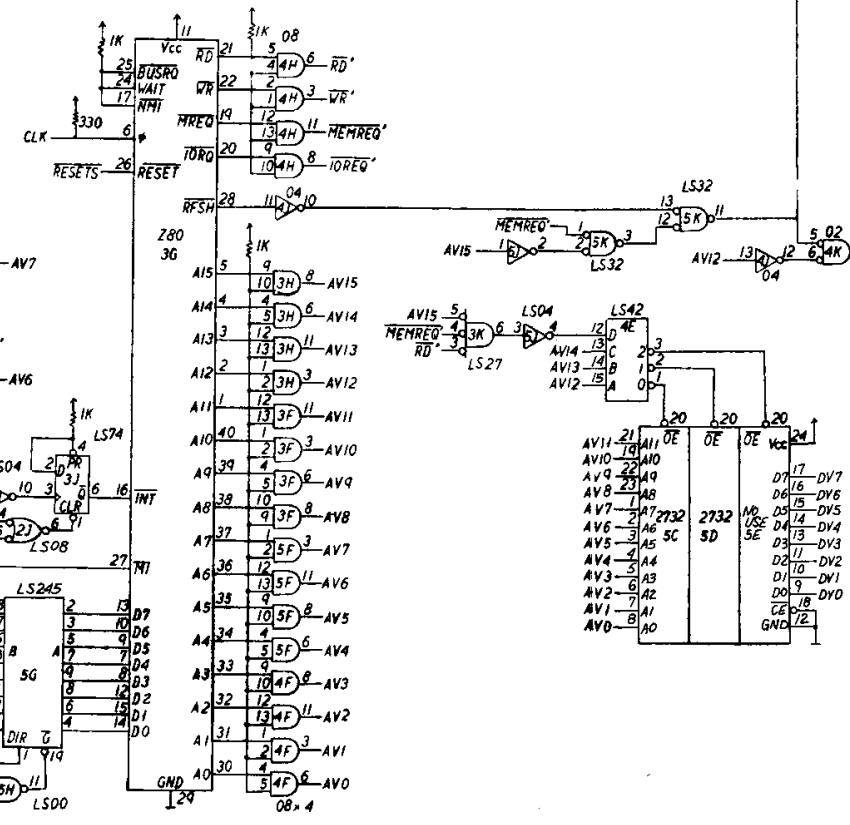 1K
11
Vcc
1K
08
21
RD
5
4
4H
6
RD'
25
BUSRQ
24
WAIT
17
NMI
22
WR
2
1
4H
3
WR'
330
19
MREQ
12
13
4H
11
MEMREQ'
CLK
6
φ
20
IORQ
9
10
4H
8
IOREQ'
RESETS
26
RESET
28
RFSH
11
04
4J
10
Z80
3G
1K
A15
5
9
10
3H
8
AV15
A14
4
4
5
3H
6
AV14
A13
3
12
13
3H
11
AV13
A12
2
1
2
3H
3
AV12
A11
1
12
13
3F
11
AV11
A10
40
1
2
3F
3
AV10
A9
39
4
5
3F
6
AV9
A8
38
10
9
3F
8
AV8
A7
37
1
2
5F
3
AV7
A6
36
12
13
5F
11
AV6
A5
35
9
10
5F
8
AV5
A4
34
4
5
5F
6
AV4
A3
33
9
10
4F
8
AV3
A2
32
12
13
4F
11
AV2
A1
31
1
2
4F
3
AV1
A0
30
4
5
4F
6
AV0
08×4
GND
29
AV7
AV6
1K
LS74
4
PR
2
D
3J
S04
10
3
Q
6
16
INT
CLR
1
2J
6
LS08
27
M1
LS245
B
A
5G
2
13
D7
3
10
D6
5
9
D5
7
7
D4
9
8
D3
8
12
D2
6
15
D1
4
14
D0
DIR
G
1
19
5H
11
LS00
LS32
13
12
5K
11
MEMREQ'
1
2
5K
3
LS32
AV15
1
5J
2
AV12
13
4J
12
04
02
5
6
4K
AV15
5
MEMREQ'
4
RD'
3
3K
6
LS27
LS04
3
5J
4
LS42
12
D
4E
AV14
13
C
2
3
AV13
14
B
1
2
AV12
15
A
0
1
20
20
20
OE
OE
OE
Vcc
24
AV11
21
A11
AV10
19
A10
AV9
22
A9
AV8
23
A8
AV7
1
A7
AV6
2
A6
AV5
3
A5
AV4
4
A4
AV3
5
A3
AV2
6
A2
AV1
7
A1
AV0
8
A0
2732
5C
2732
5D
NO
USE
5E
D7
17
DV7
D6
16
DV6
D5
15
DV5
D4
14
DV4
D3
13
DV3
D2
11
DV2
D1
10
DV1
D0
9
DV0
CE
18
GND
12